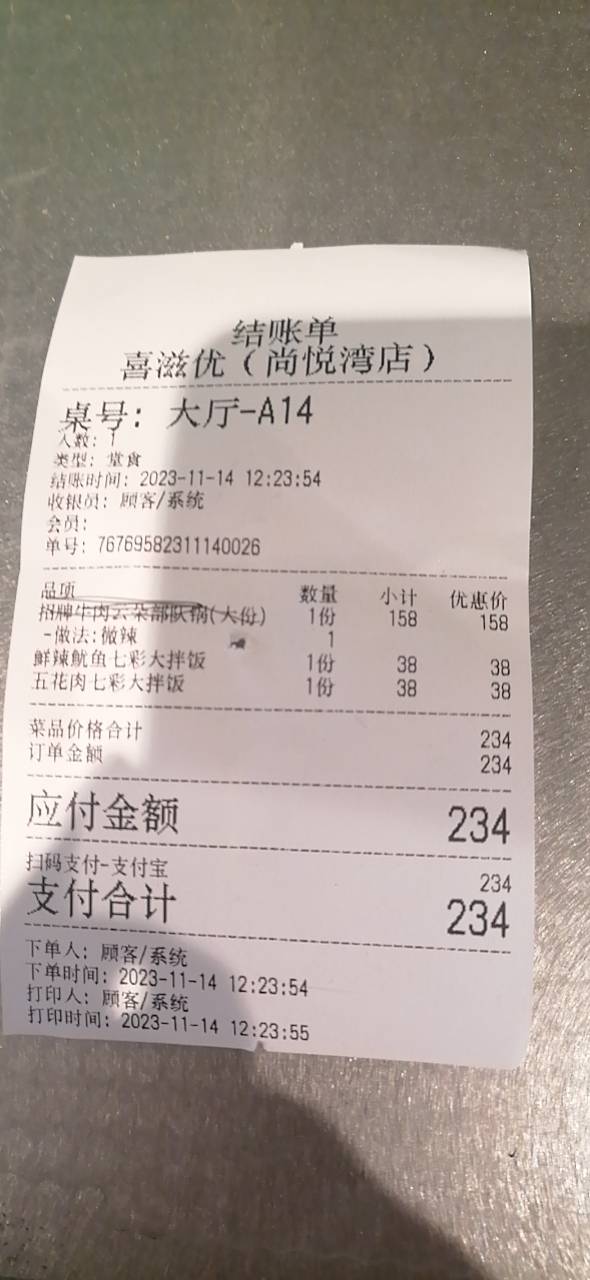 结账单
喜滋优（尚悦湾店）
桌号: 大厅-A14
人数: 1
类型: 堂食
结账时间: 2023-11-14 12:23:54
收银员: 顾客/系统
会员:
单号: 76769582311140026
品项 数量 小计 优惠价
招牌牛肉云朵部队锅(大份) 1份 158 158
-做法:微辣 1
鲜辣鱿鱼七彩大拌饭 1份 38 38
五花肉七彩大拌饭 1份 38 38
菜品价格合计 234
订单金额 234
应付金额 234
扫码支付-支付宝 234
支付合计 234
下单人: 顾客/系统
下单时间: 2023-11-14 12:23:54
打印人: 顾客/系统
打印时间: 2023-11-14 12:23:55